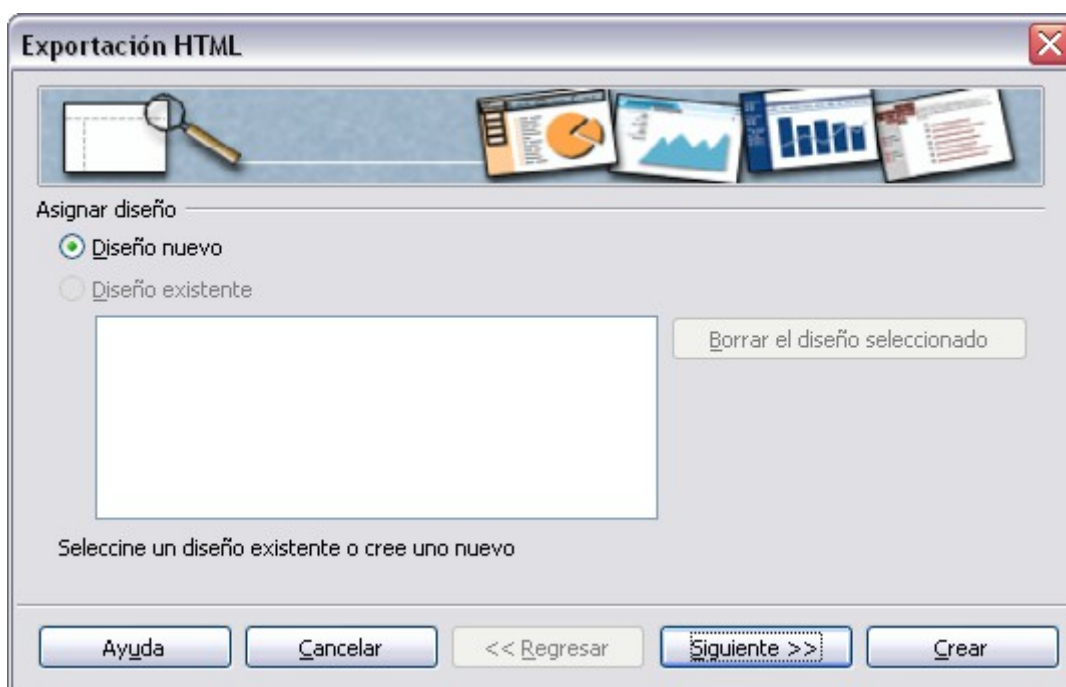 Exportación HTML
Asignar diseño
Diseño nuevo
Diseño existente
Borrar el diseño seleccionado
Seleccine un diseño existente o cree uno nuevo
Ayuda
Cancelar
<< Regresar
Siguiente >>
Crear